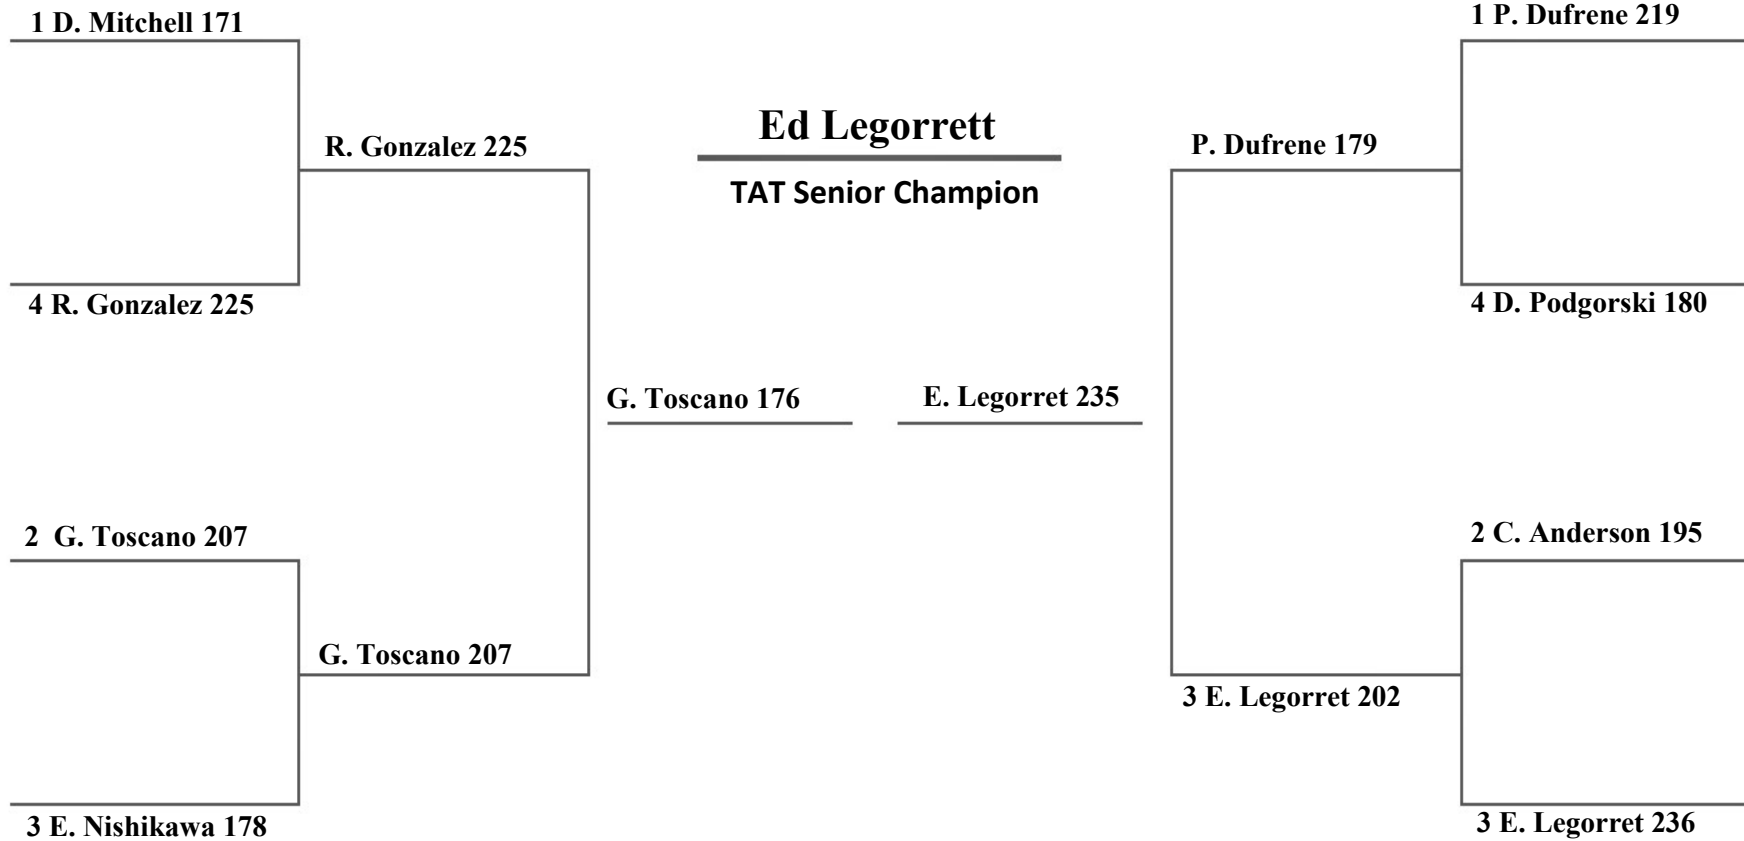 1 D. Mitchell 171
1 P. Dufrene 219
Ed Legorrett
R. Gonzalez 225
P. Dufrene 179
TAT Senior Champion
4 R. Gonzalez 225
4 D. Podgorski 180
G. Toscano 176
E. Legorret 235
2 G. Toscano 207
2 C. Anderson 195
G. Toscano 207
3 E. Legorret 202
3 E. Nishikawa 178
3 E. Legorret 236